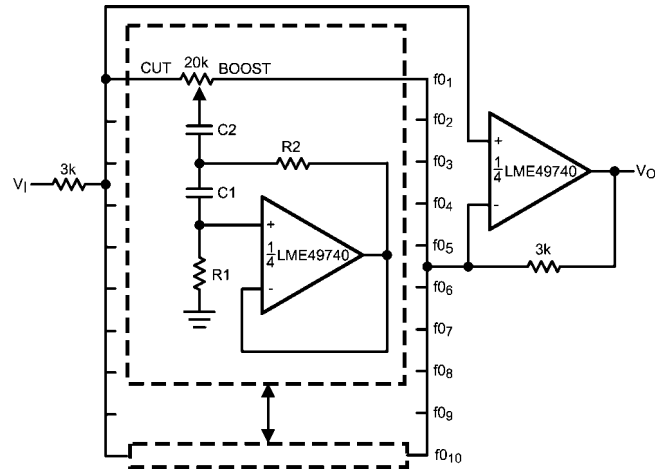 CUT 20k BOOST
f0₁
C2
f0₂
R2
f0₃
+
¼ LME49740
V_O
3k
V_I
C1
f0₄
-
+
¼ LME49740
f0₅
R1
3k
-
f0₆
f0₇
f0₈
f0₉
f0₁₀